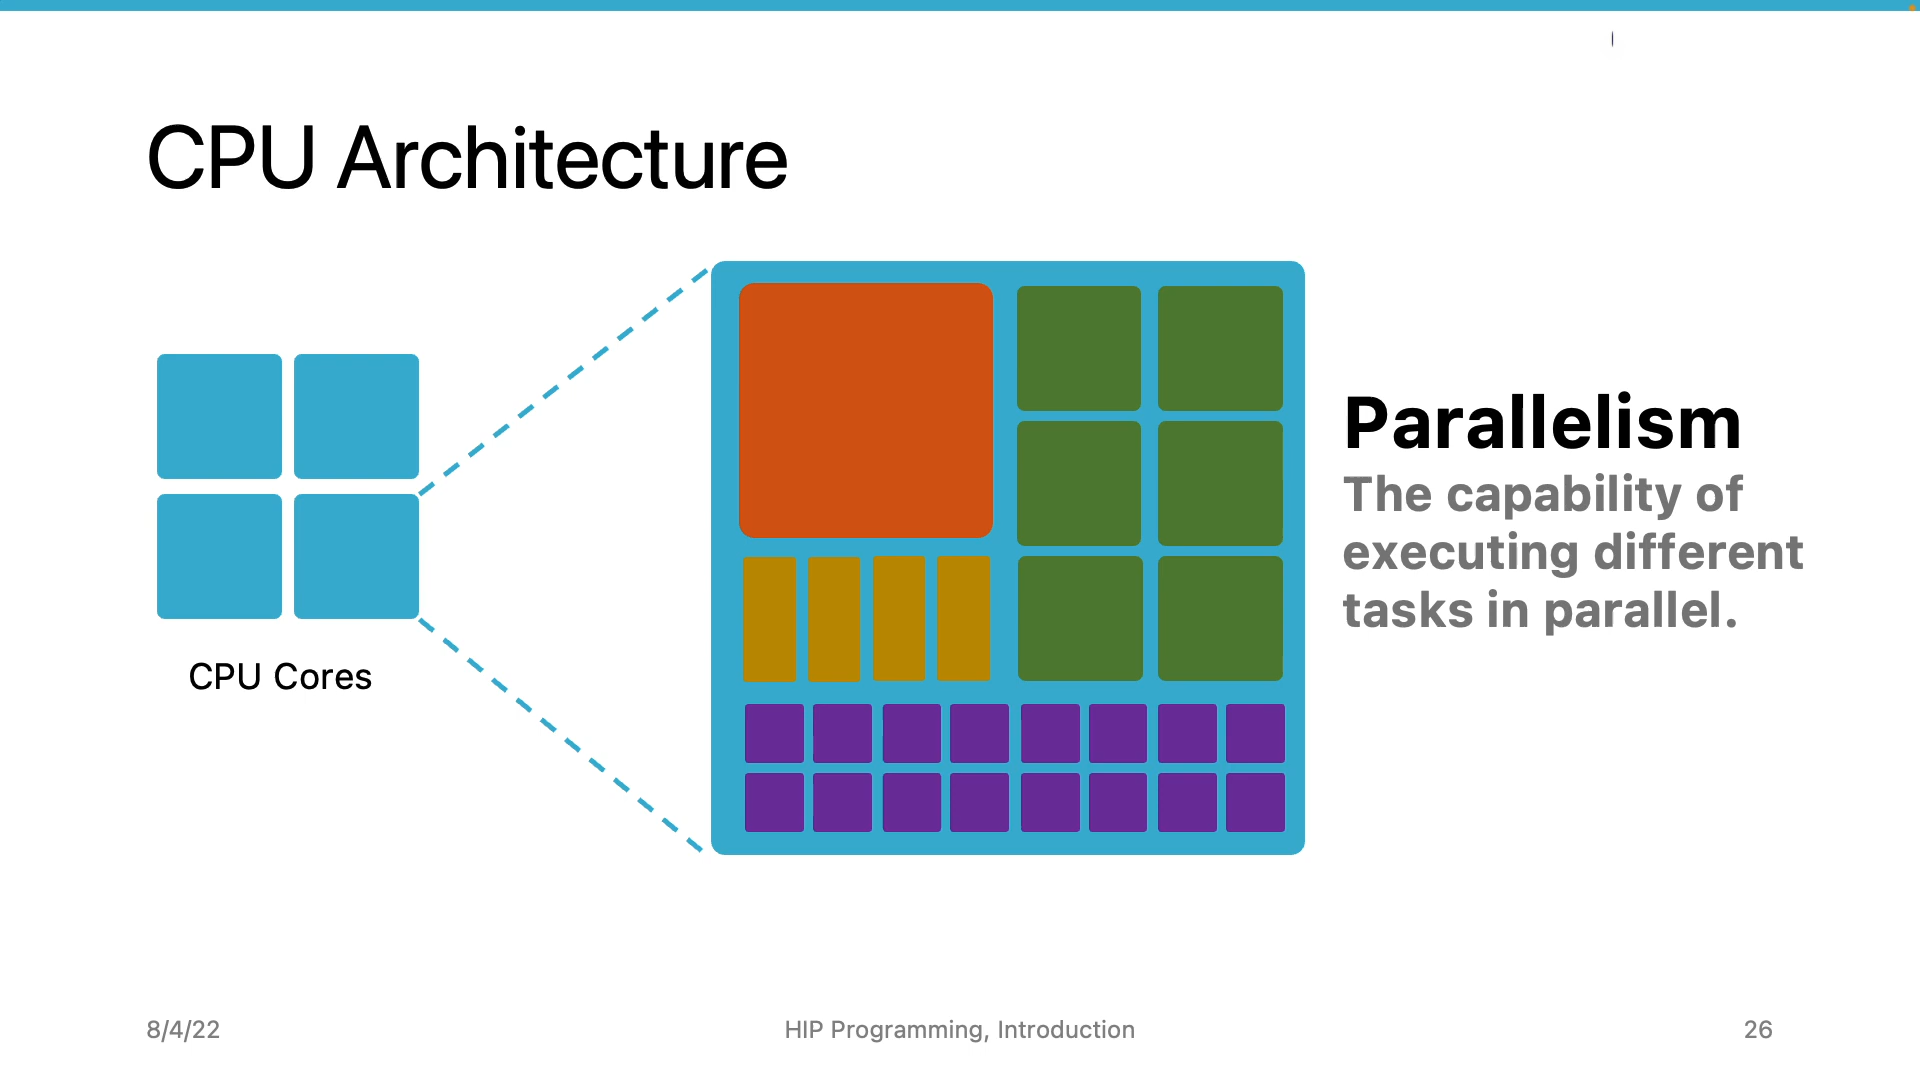 CPU Architecture
CPU Cores
Parallelism
The capability of
executing different
tasks in parallel.
8/4/22
HIP Programming, Introduction
26